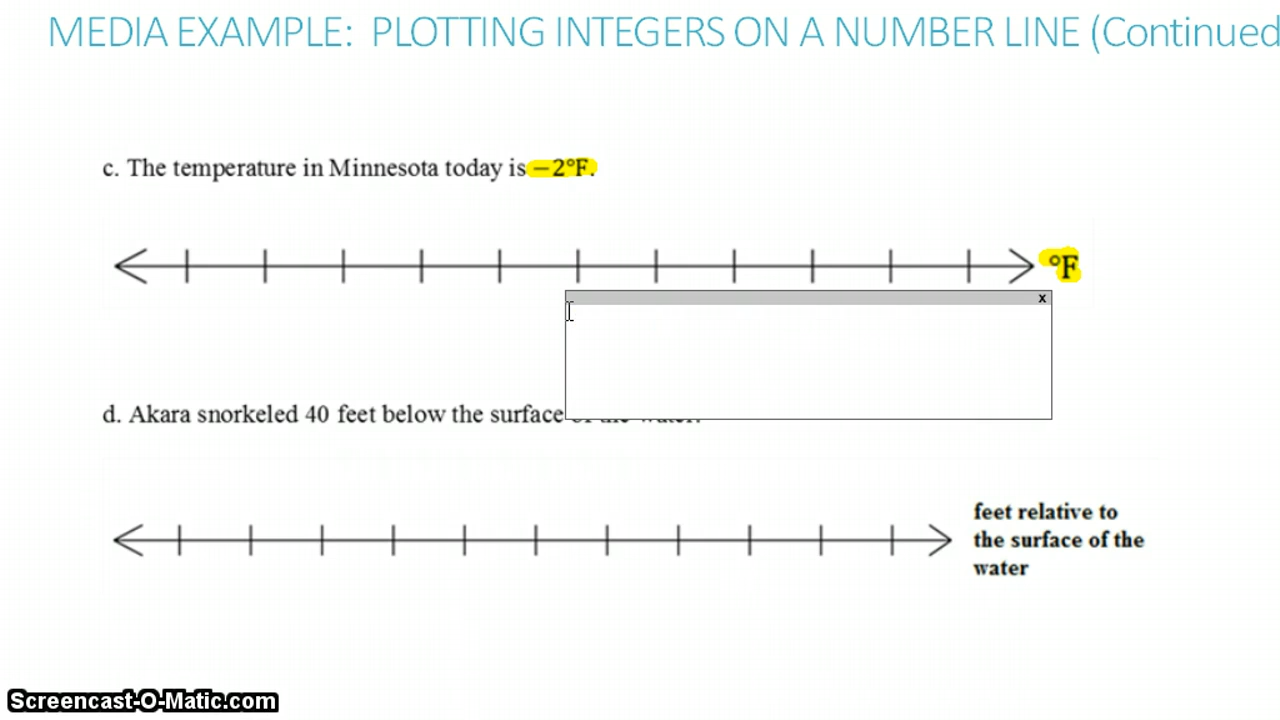 MEDIA EXAMPLE: PLOTTING INTEGERS ON A NUMBER LINE (Continued
c. The temperature in Minnesota today is −2°F.
°F
x
d. Akara snorkeled 40 feet below the surface
feet relative to
the surface of the
water
Screencast-O-Matic.com